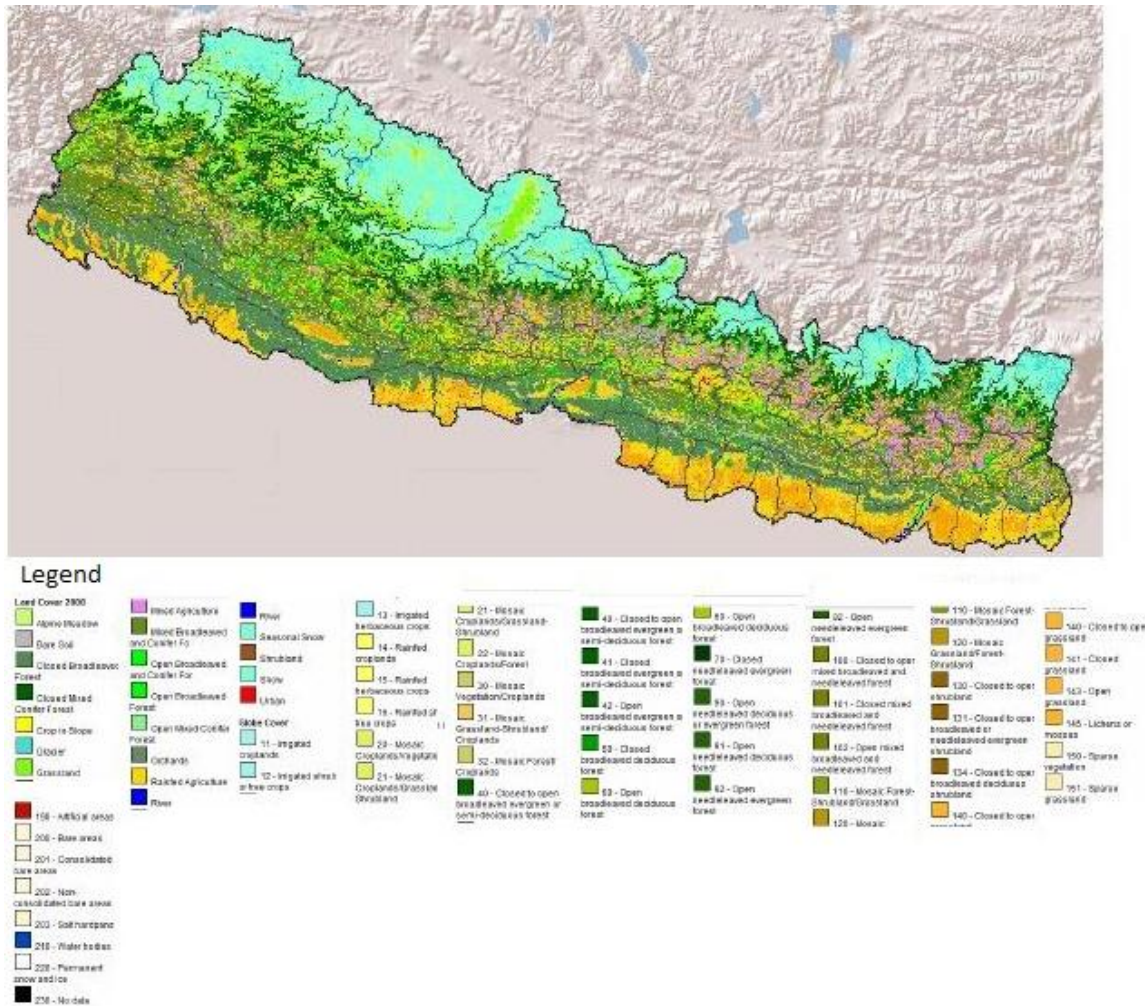 Legend
Land Cover 2000
Alpine Meadow
Bare Soil
Closed Broadleaved
Forest
Closed Mixed
Conifer Forest
Crop in Slope
Glacier
Grassland
Mixed Agriculture
Mixed Broadleaved
and Conifer For
Open Broadleaved
and Conifer For
Open Broadleaved
Forest
Open Mixed Conifer
Forest
Orchards
Rainfed Agriculture
River
River
Seasonal Snow
Shrubland
Snow
Urban
Globe Cover
11 - Irrigated
croplands
12 - Irrigated shrub
or tree crops
13 - Irrigated
herbaceous crops
14 - Rainfed
croplands
15 - Rainfed
herbaceous crops
16 - Rainfed sh
tree crops
20 - Mosaic
Croplands/Vegetatic
21 - Mosaic
Croplands/Grasslan
Shrubland
21 - Mosaic
Croplands/Grassland-
Shrubland
22 - Mosaic
Croplands/Forest
30 - Mosaic
Vegetation/Croplands
31 - Mosaic
Grassland-Shrubland/
Croplands
32 - Mosaic Forest/
Croplands
40 - Closed to open
broadleaved evergreen or
semi-deciduous forest
40 - Closed to open
broadleaved evergreen o
semi-deciduous forest
41 - Closed
broadleaved evergreen o
semi-deciduous forest
42 - Open
broadleaved evergreen o
semi-deciduous forest
50 - Closed
broadleaved deciduous
forest
60 - Open
broadleaved deciduous
forest
60 - Open
broadleaved deciduous
forest
70 - Closed
needleleaved evergreen
forest
90 - Open
needleleaved deciduous
or evergreen forest
91 - Open
needleleaved deciduous
forest
92 - Open
needleleaved evergreen
forest
92 - Open
needleleaved evergreen
forest
100 - Closed to open
mixed broadleaved and
needleleaved forest
101 - Closed mixed
broadleaved and
needleleaved forest
102 - Open mixed
broadleaved and
needleleaved forest
110 - Mosaic Forest-
Shrubland/Grassland
120 - Mosaic
110 - Mosaic Forest-
Shrubland/Grassland
120 - Mosaic
Grassland/Forest-
Shrubland
130 - Closed to open
shrubland
131 - Closed to open
broadleaved or
needleleaved evergreen
shrubland
134 - Closed to open
broadleaved deciduous
shrubland
140 - Closed to open
140 - Closed to open
grassland
141 - Closed
grassland
143 - Open
grassland
145 - Lichens or
mosses
150 - Sparse
vegetation
151 - Sparse
grassland
190 - Artificial areas
200 - Bare areas
201 - Consolidated
bare areas
202 - Non-
consolidated bare areas
203 - Salt hardpans
210 - Water bodies
220 - Permanent
snow and ice
230 - No data